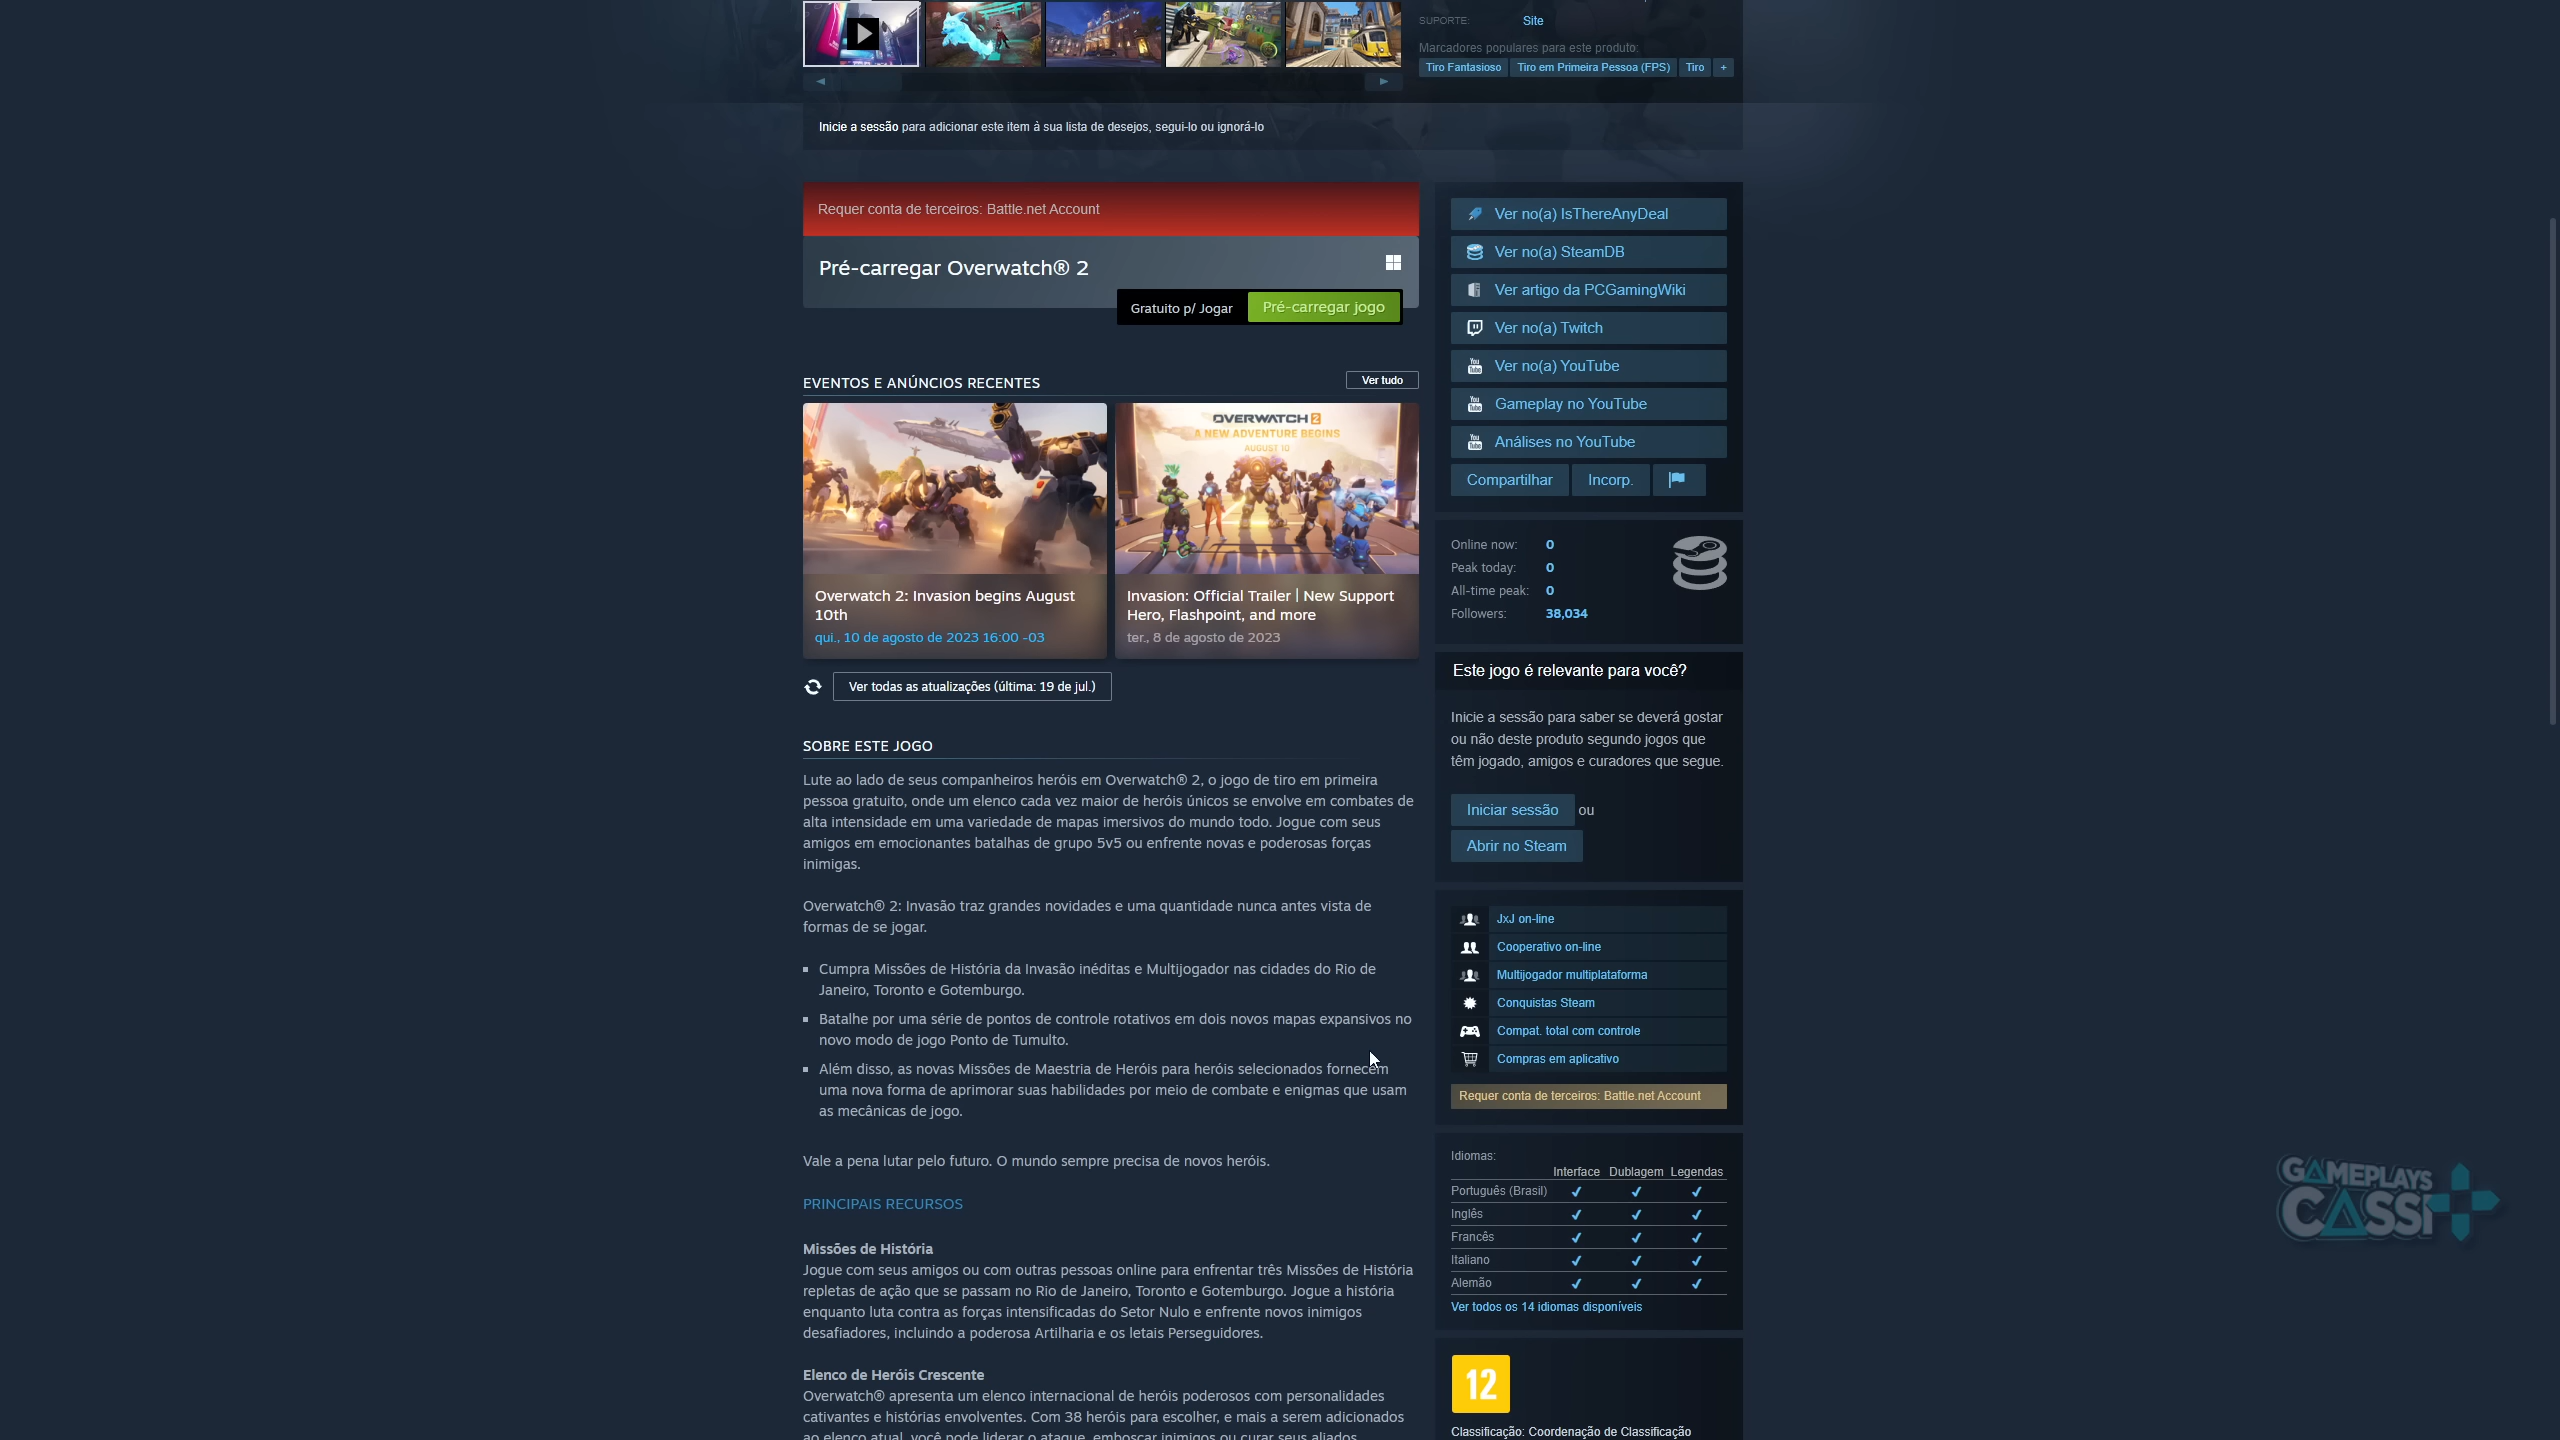 SUPORTE: Site
Marcadores populares para este produto:
Tiro Fantasioso Tiro em Primeira Pessoa (FPS) Tiro +
Inicie a sessão para adicionar este item à sua lista de desejos, segui-lo ou ignorá-lo
Requer conta de terceiros: Battle.net Account
Pré-carregar Overwatch® 2
Gratuito p/ Jogar Pré-carregar jogo
EVENTOS E ANÚNCIOS RECENTES Ver tudo
OVERWATCH 2
A NEW ADVENTURE BEGINS
AUGUST 10
Overwatch 2: Invasion begins August
10th
qui., 10 de agosto de 2023 16:00 -03
Invasion: Official Trailer | New Support
Hero, Flashpoint, and more
ter., 8 de agosto de 2023
Ver todas as atualizações (última: 19 de jul.)
SOBRE ESTE JOGO
Lute ao lado de seus companheiros heróis em Overwatch® 2, o jogo de tiro em primeira
pessoa gratuito, onde um elenco cada vez maior de heróis únicos se envolve em combates de
alta intensidade em uma variedade de mapas imersivos do mundo todo. Jogue com seus
amigos em emocionantes batalhas de grupo 5v5 ou enfrente novas e poderosas forças
inimigas.
Overwatch® 2: Invasão traz grandes novidades e uma quantidade nunca antes vista de
formas de se jogar.
Cumpra Missões de História da Invasão inéditas e Multijogador nas cidades do Rio de
Janeiro, Toronto e Gotemburgo.
Batalhe por uma série de pontos de controle rotativos em dois novos mapas expansivos no
novo modo de jogo Ponto de Tumulto.
Além disso, as novas Missões de Maestria de Heróis para heróis selecionados fornecem
uma nova forma de aprimorar suas habilidades por meio de combate e enigmas que usam
as mecânicas de jogo.
Vale a pena lutar pelo futuro. O mundo sempre precisa de novos heróis.
PRINCIPAIS RECURSOS
Missões de História
Jogue com seus amigos ou com outras pessoas online para enfrentar três Missões de História
repletas de ação que se passam no Rio de Janeiro, Toronto e Gotemburgo. Jogue a história
enquanto luta contra as forças intensificadas do Setor Nulo e enfrente novos inimigos
desafiadores, incluindo a poderosa Artilharia e os letais Perseguidores.
Elenco de Heróis Crescente
Overwatch® apresenta um elenco internacional de heróis poderosos com personalidades
cativantes e histórias envolventes. Com 38 heróis para escolher, e mais a serem adicionados
ao elenco atual, você pode liderar o ataque, emboscar inimigos ou curar seus aliados
Ver no(a) IsThereAnyDeal
Ver no(a) SteamDB
Ver artigo da PCGamingWiki
Ver no(a) Twitch
You Tube Ver no(a) YouTube
You Tube Gameplay no YouTube
You Tube Análises no YouTube
Compartilhar Incorp.
Online now: 0
Peak today: 0
All-time peak: 0
Followers: 38,034
Este jogo é relevante para você?
Inicie a sessão para saber se deverá gostar
ou não deste produto segundo jogos que
têm jogado, amigos e curadores que segue.
Iniciar sessão ou
Abrir no Steam
JxJ on-line
Cooperativo on-line
Multijogador multiplataforma
Conquistas Steam
Compat. total com controle
Compras em aplicativo
Requer conta de terceiros: Battle.net Account
Idiomas:
Interface Dublagem Legendas
Português (Brasil) ✔ ✔ ✔
Inglês ✔ ✔ ✔
Francês ✔ ✔ ✔
Italiano ✔ ✔ ✔
Alemão ✔ ✔ ✔
Ver todos os 14 idiomas disponíveis
12
Classificação: Coordenação de Classificação
GAMEPLAYS
CASSI